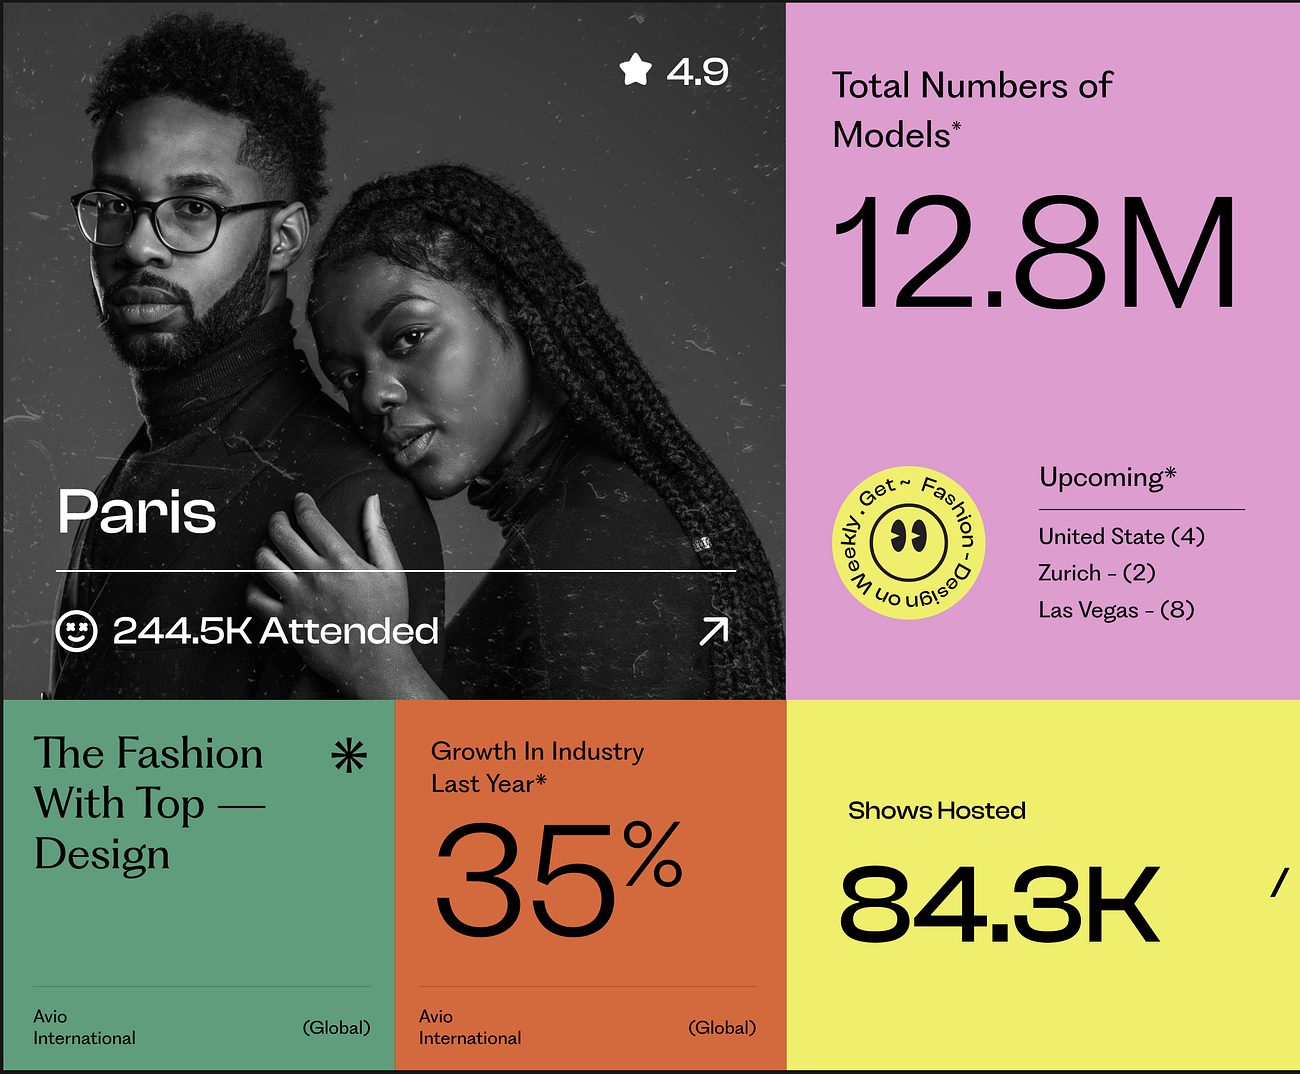 4.9
Paris
244.5K Attended
Total Numbers of
Models*
12.8M
Get ~ Fashion - Design on Weekly .
Upcoming*
United State (4)
Zurich - (2)
Las Vegas - (8)
The Fashion
With Top —
Design
Avio
International
(Global)
Growth In Industry
Last Year*
35%
Avio
International
(Global)
Shows Hosted
84.3K
/